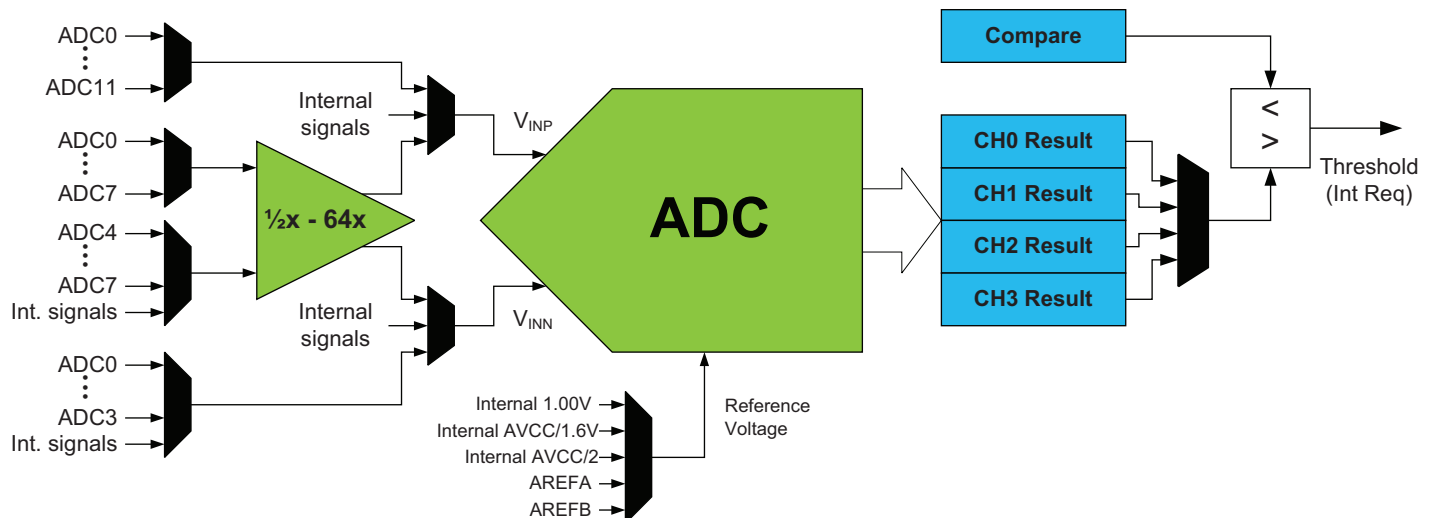 ADC0
ADC11
Internal
signals
ADC0
ADC7
½x - 64x
ADC4
ADC7
Int. signals
Internal
signals
ADC0
ADC3
Int. signals
VINP
VINN
ADC
Internal 1.00V
Internal AVCC/1.6V
Internal AVCC/2
AREFA
AREFB
Reference
Voltage
Compare
CH0 Result
CH1 Result
CH2 Result
CH3 Result
<
>
Threshold
(Int Req)